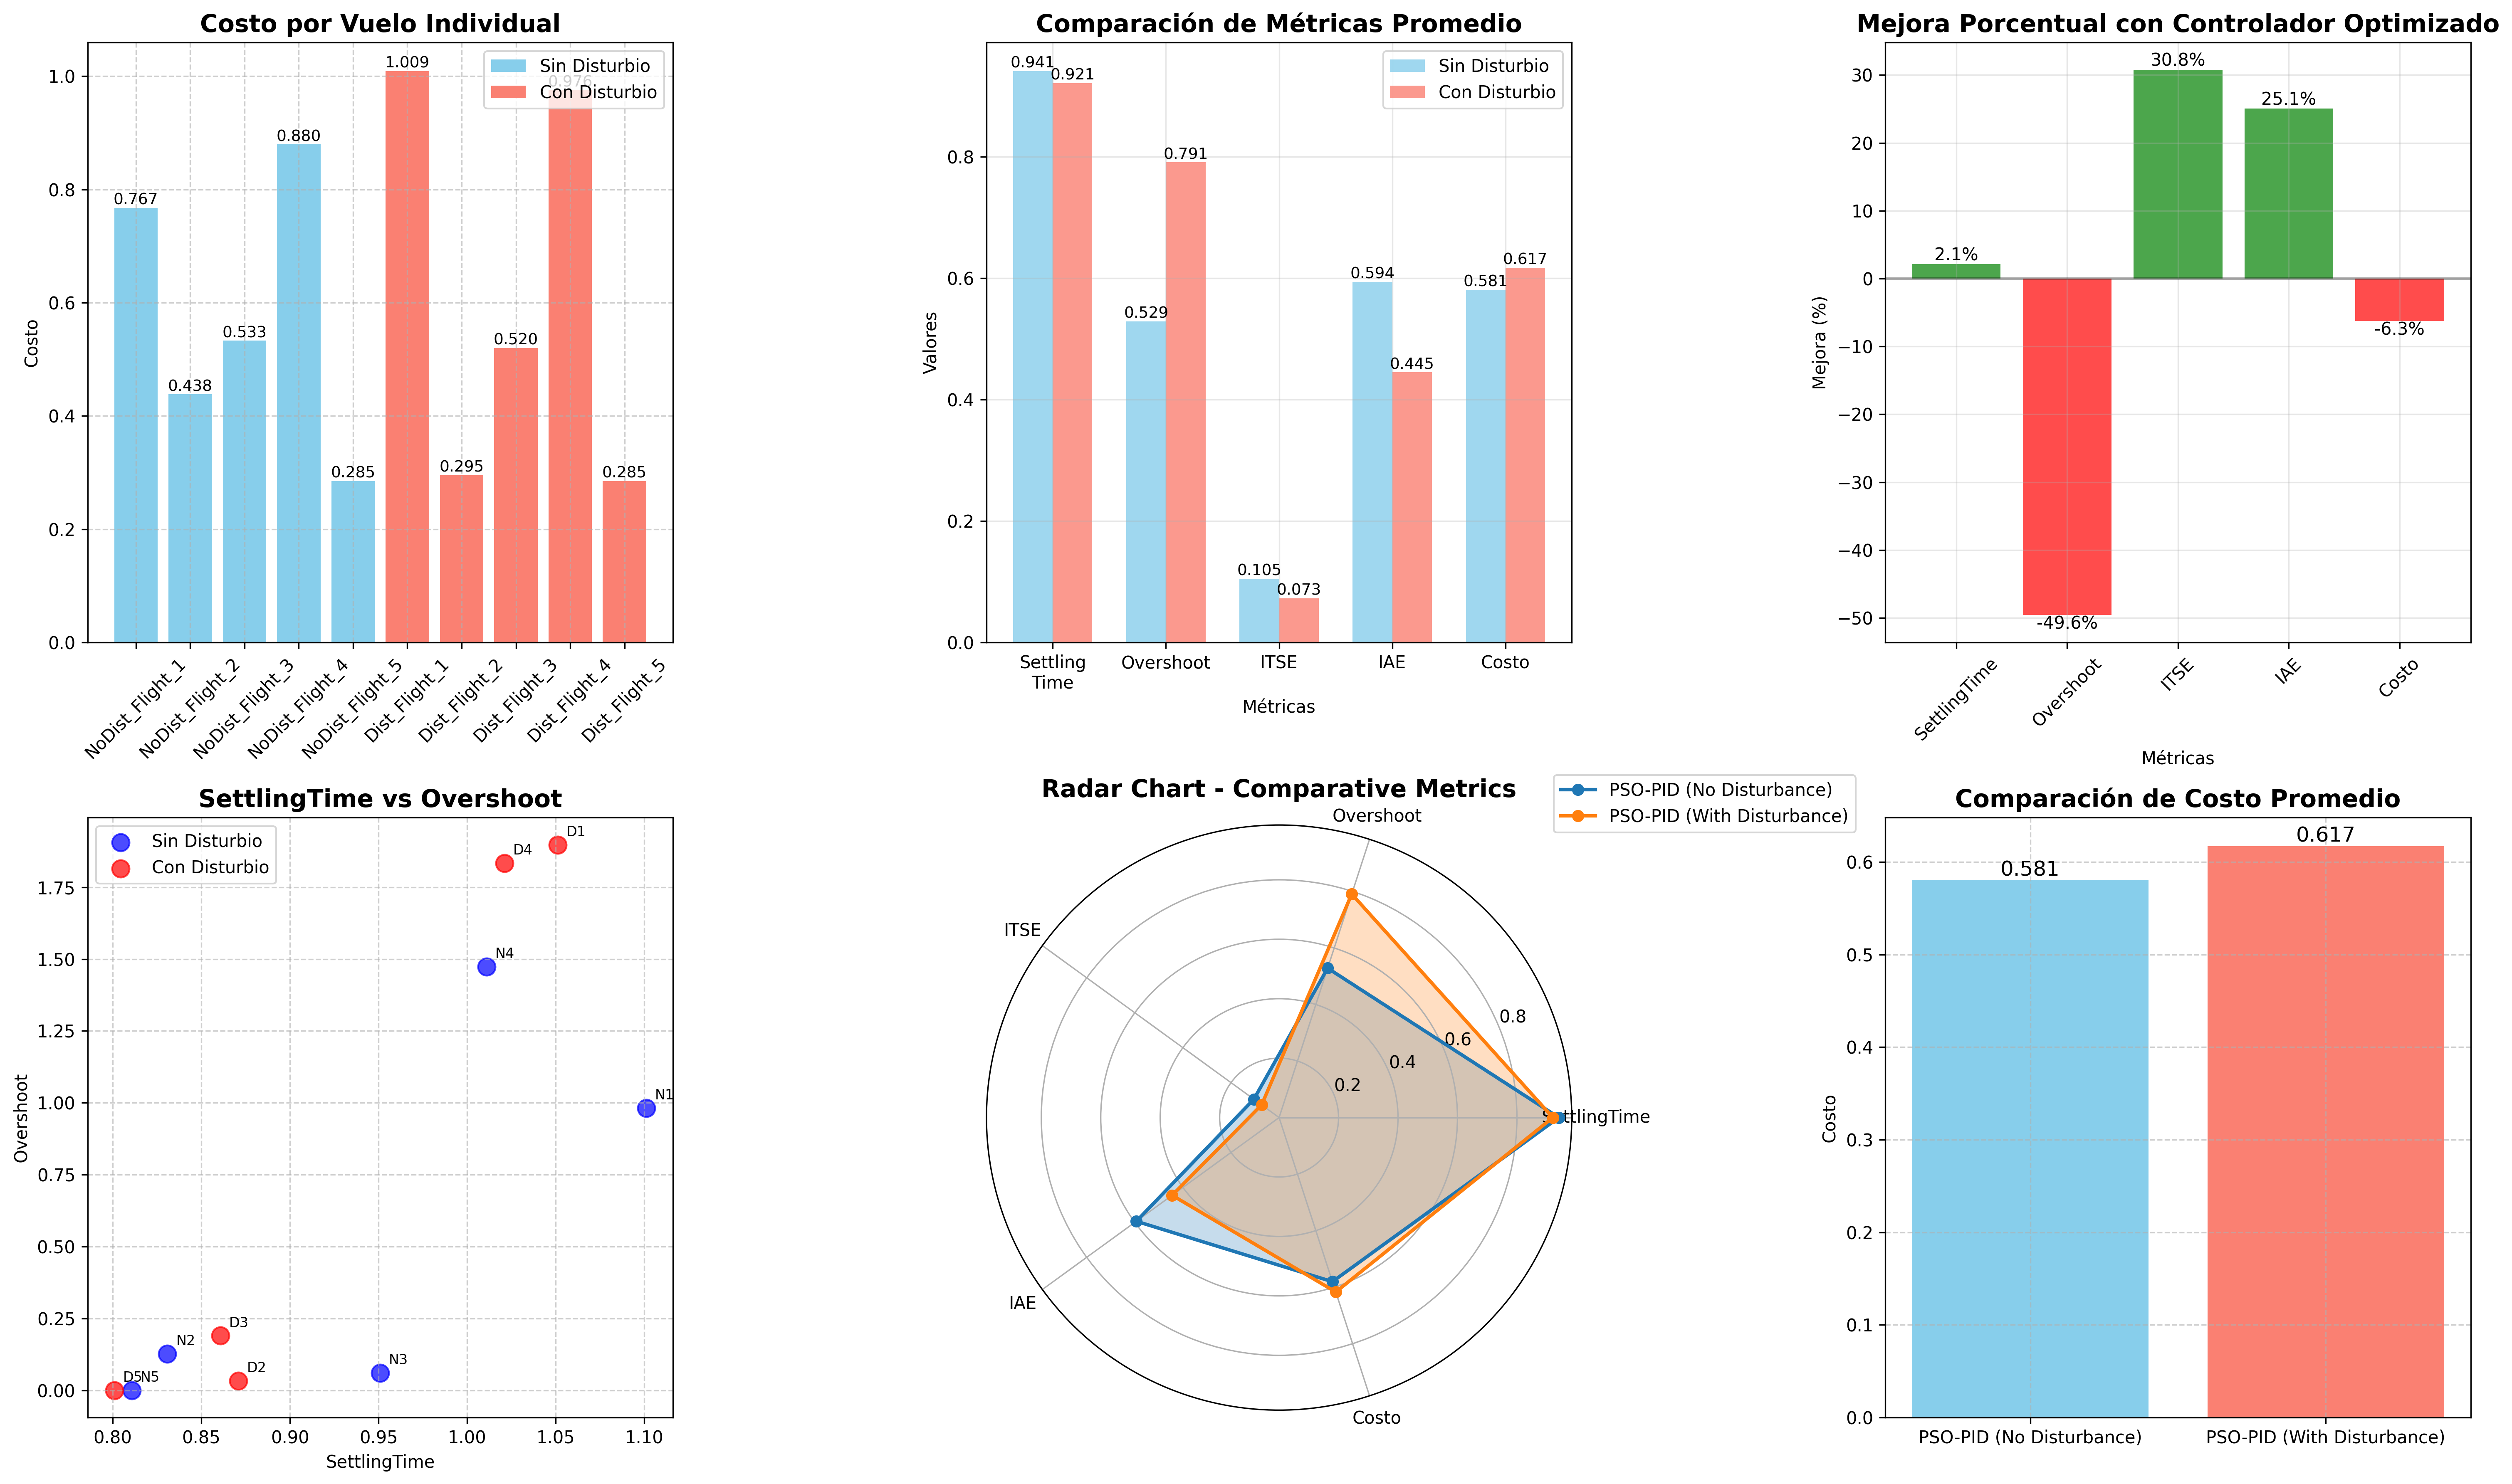 Costo por Vuelo Individual
Costo
1.0
0.8
0.6
0.4
0.2
0.0
0.767
0.438
0.533
0.880
0.285
1.009
0.295
0.520
0.976
0.285
Sin Disturbio
Con Disturbio
NoDist_Flight_1
NoDist_Flight_2
NoDist_Flight_3
NoDist_Flight_4
NoDist_Flight_5
Dist_Flight_1
Dist_Flight_2
Dist_Flight_3
Dist_Flight_4
Dist_Flight_5
Comparación de Métricas Promedio
Valores
0.8
0.6
0.4
0.2
0.0
0.941
0.921
0.529
0.791
0.105
0.073
0.594
0.445
0.581
0.617
Sin Disturbio
Con Disturbio
Settling
Time
Overshoot
ITSE
IAE
Costo
Métricas
Mejora Porcentual con Controlador Optimizado
Mejora (%)
30
20
10
0
−10
−20
−30
−40
−50
2.1%
-49.6%
30.8%
25.1%
-6.3%
SettlingTime
Overshoot
ITSE
IAE
Costo
Métricas
SettlingTime vs Overshoot
Sin Disturbio
Con Disturbio
Overshoot
1.75
1.50
1.25
1.00
0.75
0.50
0.25
0.00
D1
D4
N4
N1
D3
N2
N3
D2
D5
N5
0.80
0.85
0.90
0.95
1.00
1.05
1.10
SettlingTime
Radar Chart - Comparative Metrics
PSO-PID (No Disturbance)
PSO-PID (With Disturbance)
Overshoot
ITSE
SettlingTime
IAE
Costo
0.2
0.4
0.6
0.8
Comparación de Costo Promedio
Costo
0.6
0.5
0.4
0.3
0.2
0.1
0.0
0.581
0.617
PSO-PID (No Disturbance)
PSO-PID (With Disturbance)